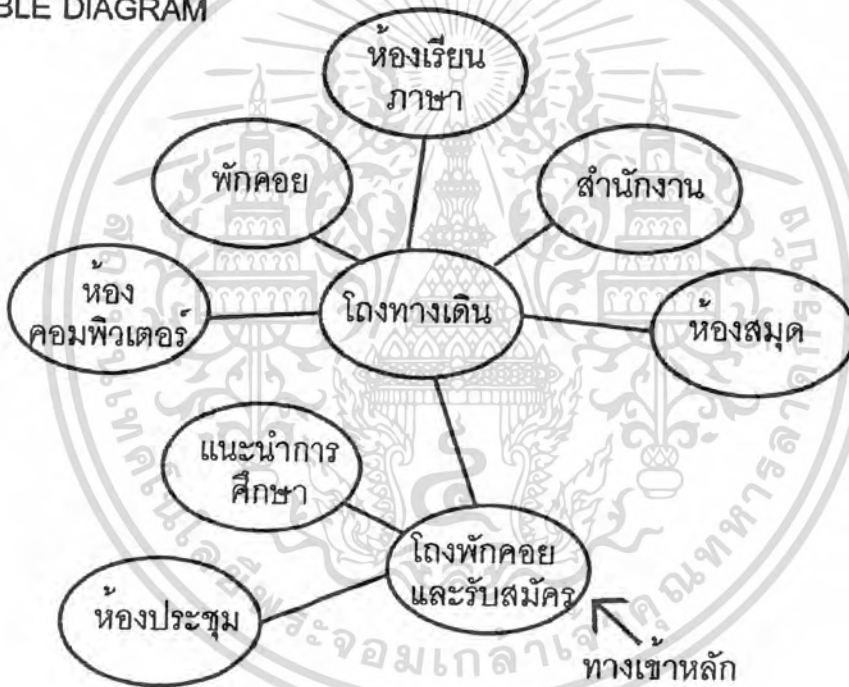 BLE DIAGRAM
ห้องเรียน
ภาษา
พักคอย
สำนักงาน
ห้อง
คอมพิวเตอร์
โถงทางเดิน
ห้องสมุด
แนะนำการ
ศึกษา
โถงพักคอย
และรับสมัคร
ห้องประชุม
ทางเข้าหลัก